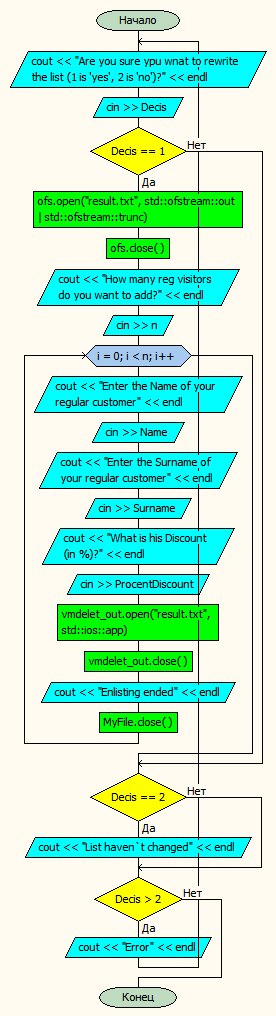 Начало
cout << "Are you sure ypu wnat to rewrite
the list (1 is 'yes', 2 is 'no')?" << endl
cin >> Decis
Decis == 1
Нет
Да
ofs.open("result.txt", std::ofstream::out
| std::ofstream::trunc)
ofs.close()
cout << "How many reg visitors
do you want to add?" << endl
cin >> n
i = 0; i < n; i++
cout << "Enter the Name of your
regular customer" << endl
cin >> Name
cout << "Enter the Surname of
your regular customer" << endl
cin >> Surname
cout << "What is his Discount
(in %)?" << endl
cin >> ProcentDiscount
vmdelet_out.open("result.txt",
std::ios::app)
vmdelet_out.close()
cout << "Enlisting ended" << endl
MyFile.close()
Decis == 2
Нет
Да
cout << "List haven`t changed" << endl
Decis > 2
Нет
Да
cout << "Error" << endl
Конец